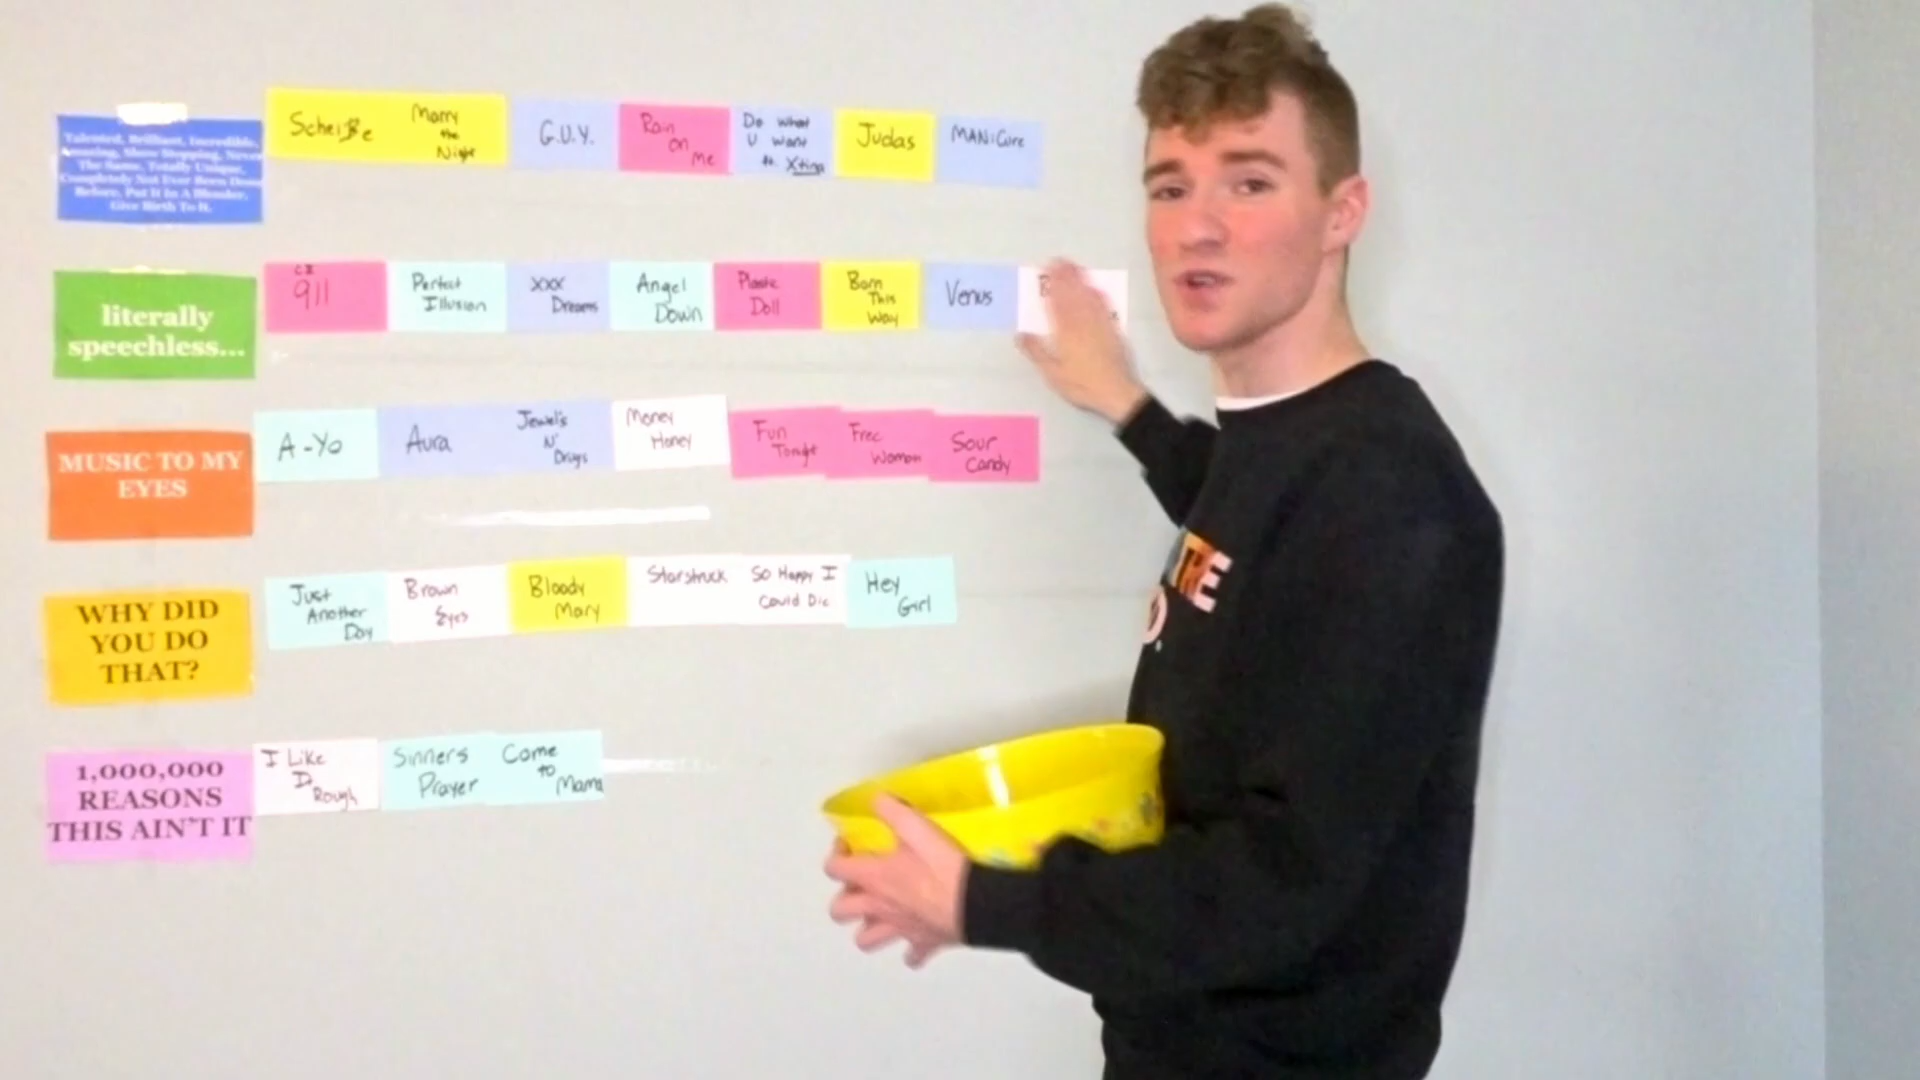 Talented, Brilliant, Incredible,
Amazing, Show Stopping, Never
The Same, Totally Unique,
Completely Not Ever Been Done
Before, Put It In A Blender,
Give Birth To It.
Scheiße
Marry
the
Night
G.U.Y.
Rain
On
Me
Do What
U Want
ft. Xtina
Judas
MANiCure
literally
speechless...
911
Perfect
Illusion
XXX
Dreams
Angel
Down
Plastic
Doll
Born
This
Way
Venus
MUSIC TO MY
EYES
A-Yo
Aura
Jewels
N'
Drugs
Money
Honey
Fun
Tonight
Free
Woman
Sour
Candy
WHY DID
YOU DO
THAT?
Just
Another
Day
Brown
Eyes
Bloody
Mary
Starstruck
So Happy I
Could Die
Hey
Girl
1,000,000
REASONS
THIS AIN'T IT
I Like
It
Rough
Sinners
Prayer
Come
to
Mama
THE